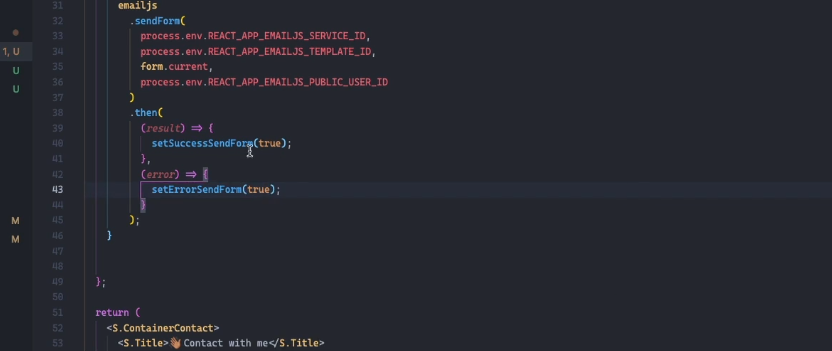 31 emailjs
32 .sendForm(
33 process.env.REACT_APP_EMAILJS_SERVICE_ID,
1, U 34 process.env.REACT_APP_EMAILJS_TEMPLATE_ID,
U 35 form.current,
U 36 process.env.REACT_APP_EMAILJS_PUBLIC_USER_ID
37 )
38 .then(
39 (result) => {
40 setSuccessSendForm(true);
41 },
42 (error) => {
43 setErrorSendForm(true);
44 }
M 45 );
M 46 }
47
48
49 };
50
51 return (
52 <S.ContainerContact>
53 <S.Title>👋🏽 Contact with me</S.Title>